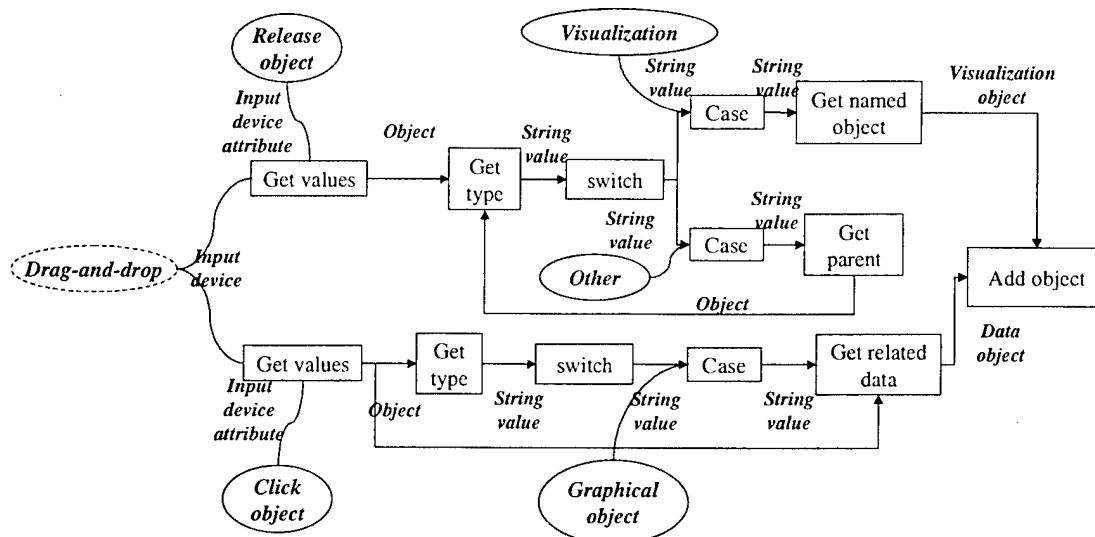 Release
object
Visualization
String
value
String
value
Visualization
object
Input
device
attribute
Object
String
value
Case
Get named
object
Get values
Get
type
switch
String
value
String
value
Case
Get
parent
Drag-and-drop
Input
device
Other
Object
Add object
Get values
Get
type
switch
Case
Get related
data
Data
object
Input
device
attribute
Object
String
value
String
value
String
value
Click
object
Graphical
object